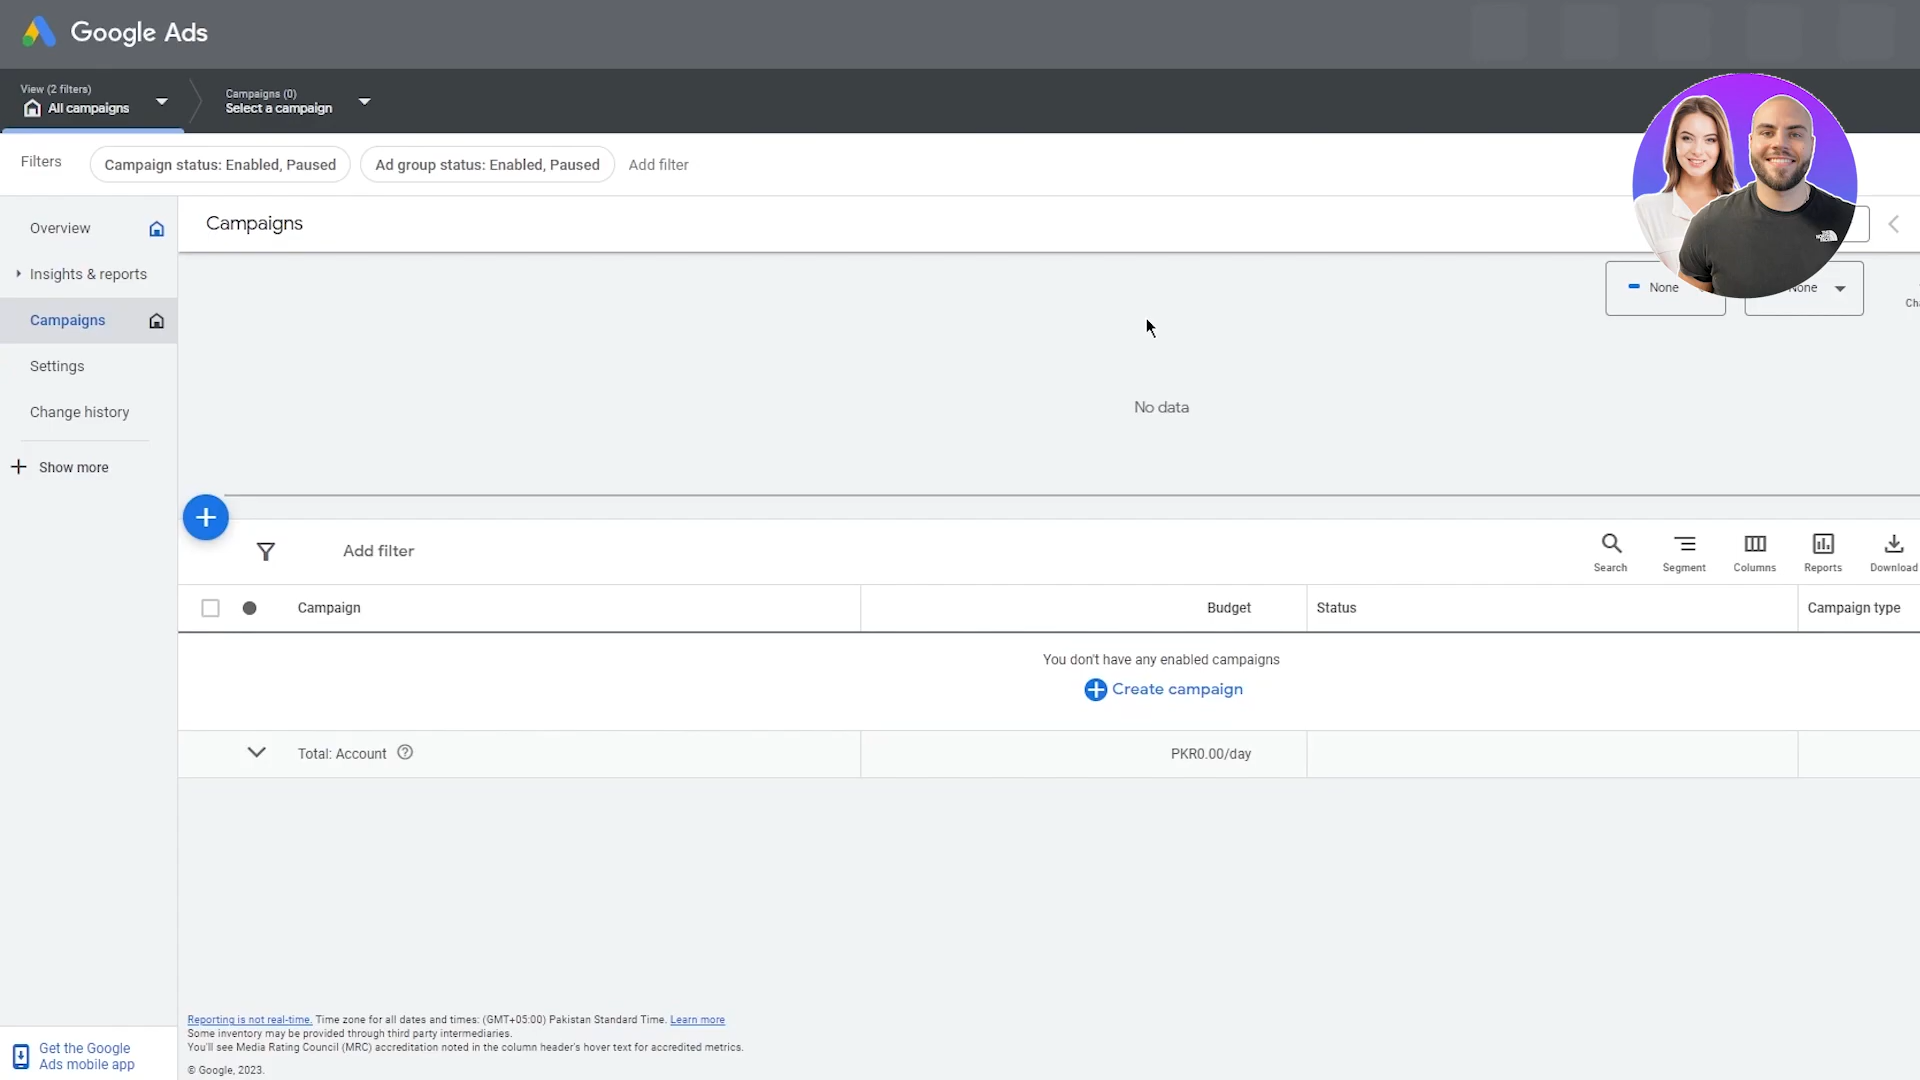 Google Ads
View (2 filters)
All campaigns
Campaigns (0)
Select a campaign
Filters
Campaign status: Enabled, Paused
Ad group status: Enabled, Paused
Add filter
Overview
Insights & reports
Campaigns
Settings
Change history
Show more
Campaigns
None
None
No data
Add filter
Search
Segment
Columns
Reports
Download
Campaign
Budget
Status
Campaign type
You don't have any enabled campaigns
Create campaign
Total: Account
PKR0.00/day
Reporting is not real-time. Time zone for all dates and times: (GMT+05:00) Pakistan Standard Time. Learn more
Some inventory may be provided through third party intermediaries.
You'll see Media Rating Council (MRC) accreditation noted in the column header's hover text for accredited metrics.
© Google, 2023.
Get the Google
Ads mobile app